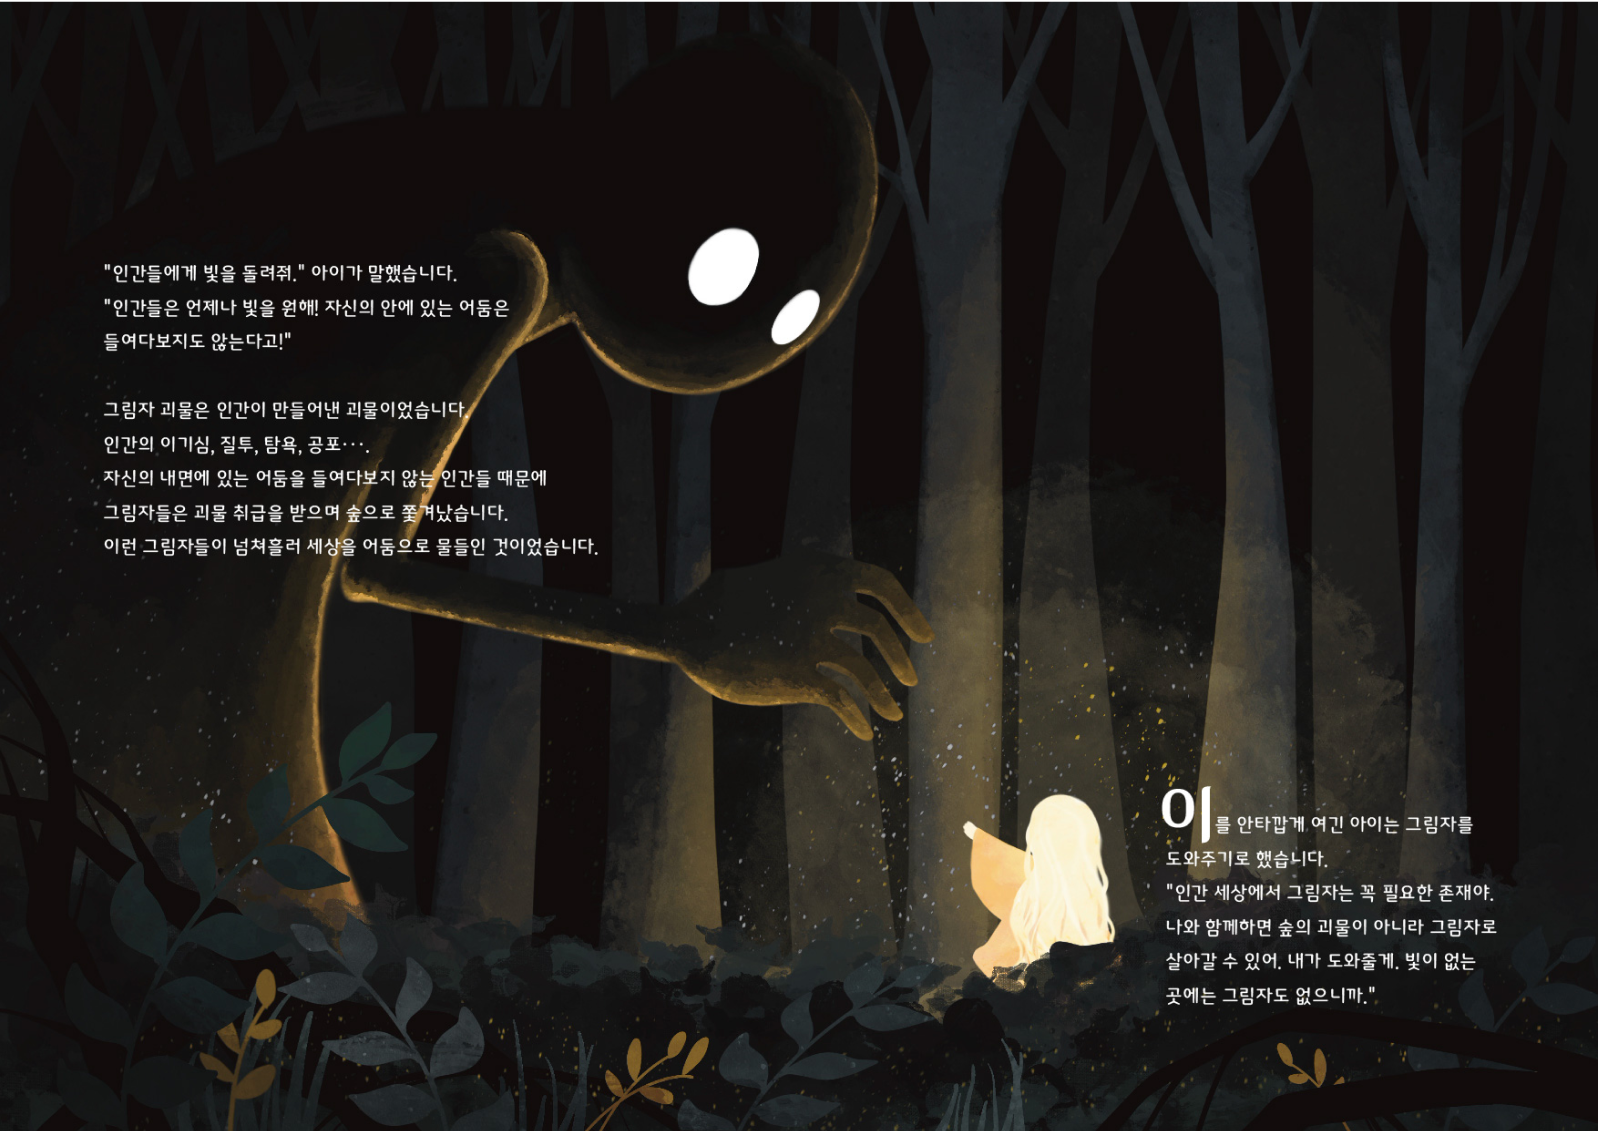 "인간들에게 빛을 돌려줘." 아이가 말했습니다.
"인간들은 언제나 빛을 원해! 자신의 안에 있는 어둠은
들여다보지도 않는다고!"
그림자 괴물은 인간이 만들어낸 괴물이었습니다.
인간의 이기심, 질투, 탐욕, 공포···.
자신의 내면에 있는 어둠을 들여다보지 않는 인간들 때문에
그림자들은 괴물 취급을 받으며 숲으로 쫓겨났습니다.
이런 그림자들이 넘쳐흘러 세상을 어둠으로 물들인 것이었습니다.
이를 안타깝게 여긴 아이는 그림자를
도와주기로 했습니다.
"인간 세상에서 그림자는 꼭 필요한 존재야.
나와 함께하면 숲의 괴물이 아니라 그림자로
살아갈 수 있어. 내가 도와줄게. 빛이 없는
곳에는 그림자도 없으니까."